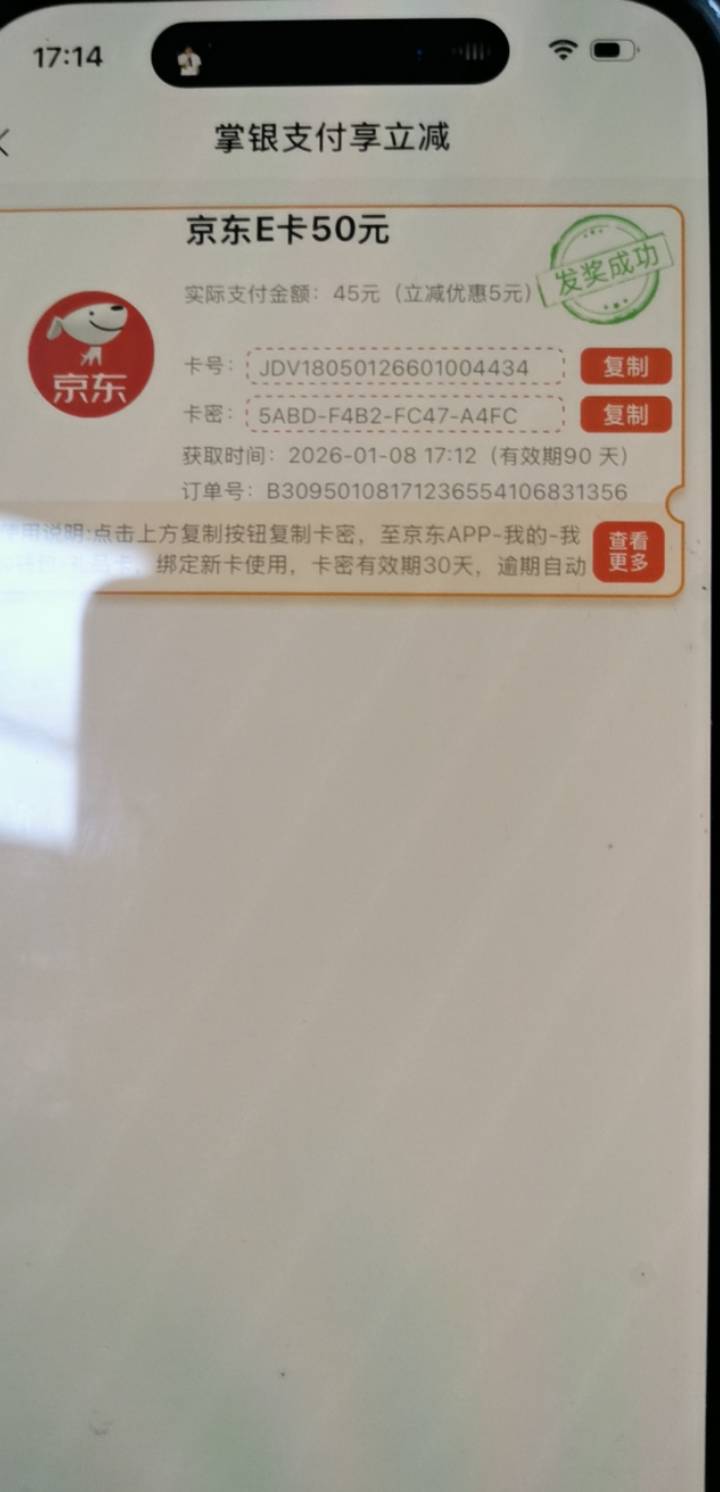 17:14
掌银支付享立减
京东E卡50元
发奖成功
实际支付金额：45元（立减优惠5元）
京东
卡号：JDV18050126601004434 复制
卡密：5ABD-F4B2-FC47-A4FC 复制
获取时间：2026-01-08 17:12（有效期90 天）
订单号：B30950108171236554106831356
用说明:点击上方复制按钮复制卡密，至京东APP-我的-我
卡，绑定新卡使用，卡密有效期30天，逾期自动
查看
更多